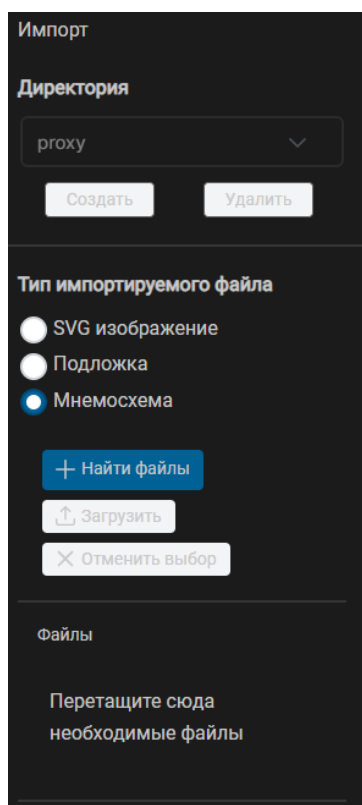 Импорт
Директория
proxy
Создать Удалить
Тип импортируемого файла
SVG изображение
Подложка
Мнемосхема
Найти файлы
Загрузить
Отменить выбор
Файлы
Перетащите сюда
необходимые файлы